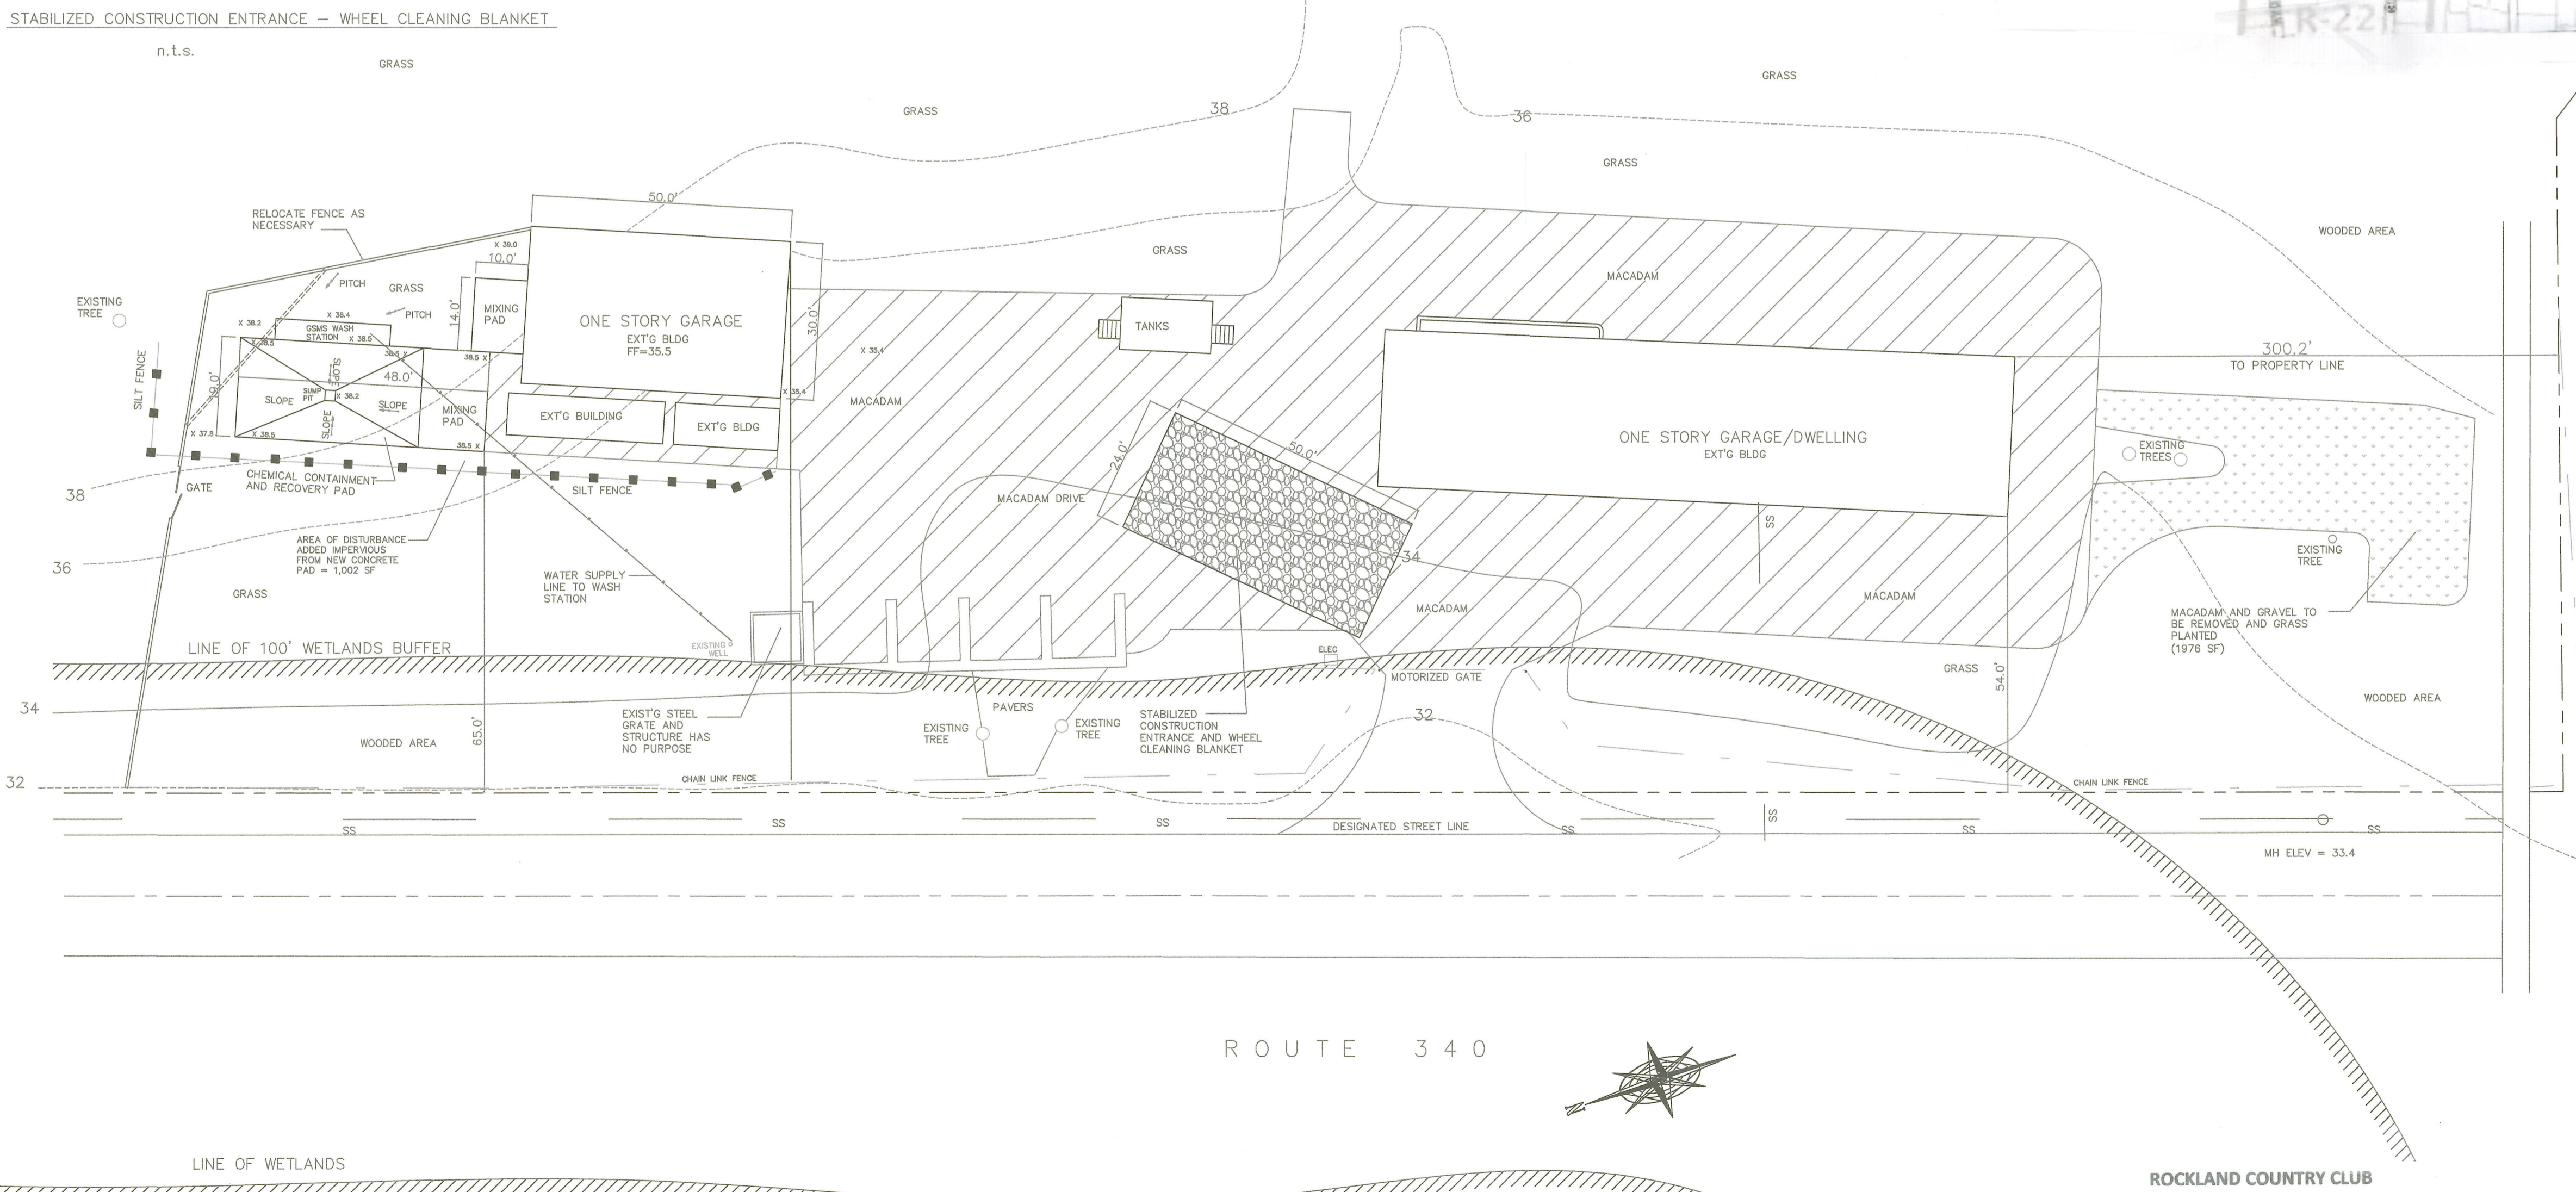 STABILIZED CONSTRUCTION ENTRANCE – WHEEL CLEANING BLANKET
n.t.s.
R-22
GRASS
GRASS
GRASS
38
36
GRASS
50.0'
RELOCATE FENCE AS
NECESSARY
WOODED AREA
X 39.0
10.0'
GRASS
PITCH
GRASS
MACADAM
EXISTING
TREE
14.0'
MIXING
PAD
PITCH
X 38.4
X 38.2
GSMS WASH
STATION
X 38.5
ONE STORY GARAGE
EXT'G BLDG
FF=35.5
30.0'
TANKS
X 35.4
38.5
38.5 X
38.5 X
300.2'
TO PROPERTY LINE
SILT FENCE
SLOPE
48.0'
SUMP
PIT
X 38.2
SLOPE
SLOPE
SLOPE
MIXING
PAD
EXT'G BUILDING
EXT'G BLDG
X 35.4
MACADAM
X 37.8
X 38.5
38.5 X
24.0'
50.0'
ONE STORY GARAGE/DWELLING
EXT'G BLDG
EXISTING
TREES
CHEMICAL CONTAINMENT
AND RECOVERY PAD
GATE
38
SILT FENCE
MACADAM DRIVE
SS
AREA OF DISTURBANCE
ADDED IMPERVIOUS
FROM NEW CONCRETE
PAD = 1,002 SF
36
34
EXISTING
TREE
WATER SUPPLY
LINE TO WASH
STATION
GRASS
MACADAM
MACADAM
MACADAM AND GRAVEL TO
BE REMOVED AND GRASS
PLANTED
(1976 SF)
LINE OF 100' WETLANDS BUFFER
EXISTING
WELL
ELEC
MOTORIZED GATE
GRASS
54.0'
WOODED AREA
34
PAVERS
EXIST'G STEEL
GRATE AND
STRUCTURE HAS
NO PURPOSE
EXISTING
TREE
EXISTING
TREE
STABILIZED
CONSTRUCTION
ENTRANCE AND WHEEL
CLEANING BLANKET
32
WOODED AREA
65.0'
32
CHAIN LINK FENCE
CHAIN LINK FENCE
SS
SS
SS
DESIGNATED STREET LINE
SS
SS
SS
SS
MH ELEV = 33.4
ROUTE 340
N
LINE OF WETLANDS
ROCKLAND COUNTRY CLUB